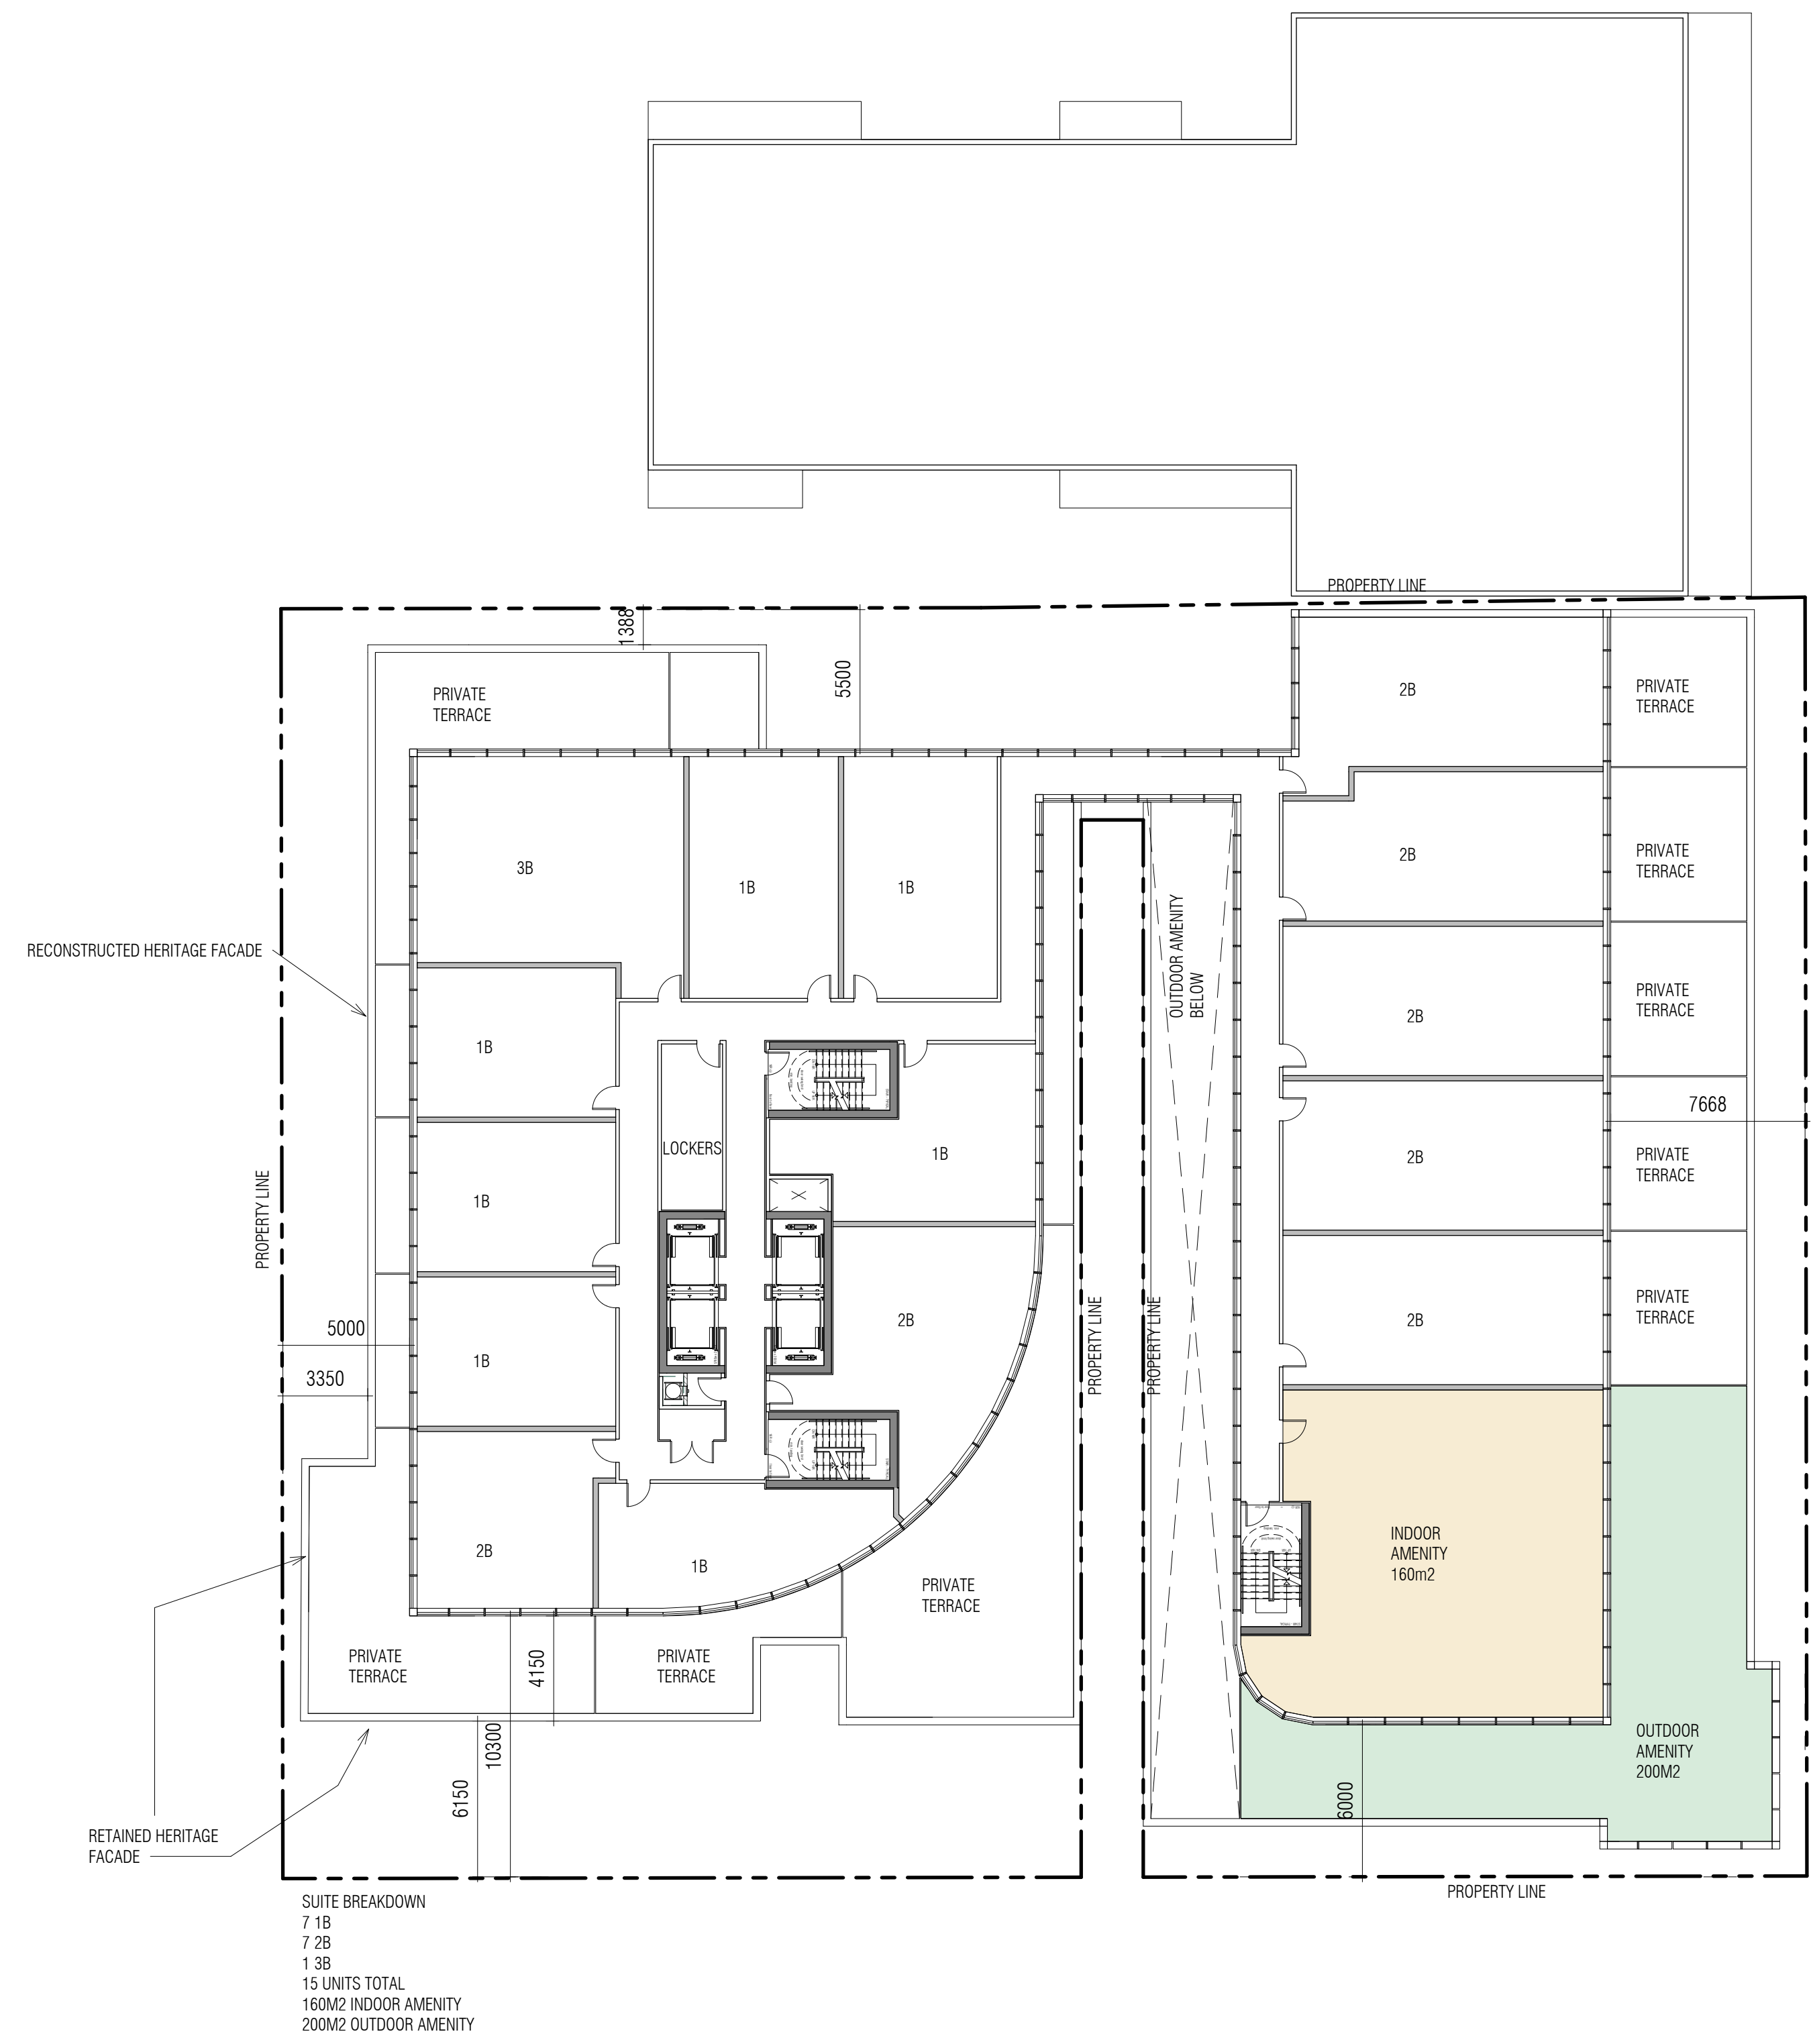 PROPERTY LINE
1388
5500
PRIVATE
TERRACE
2B
PRIVATE
TERRACE
3B
1B
1B
2B
PRIVATE
TERRACE
RECONSTRUCTED HERITAGE FACADE
OUTDOOR AMENITY
BELOW
2B
PRIVATE
TERRACE
1B
7668
LOCKERS
1B
2B
PRIVATE
TERRACE
1B
PROPERTY LINE
2B
2B
PRIVATE
TERRACE
5000
1B
PROPERTY LINE
PROPERTY LINE
3350
2B
1B
INDOOR
AMENITY
160m2
PRIVATE
TERRACE
PRIVATE
TERRACE
PRIVATE
TERRACE
4150
10300
6150
OUTDOOR
AMENITY
200M2
6000
RETAINED HERITAGE
FACADE
PROPERTY LINE
SUITE BREAKDOWN
7 1B
7 2B
1 3B
15 UNITS TOTAL
160M2 INDOOR AMENITY
200M2 OUTDOOR AMENITY